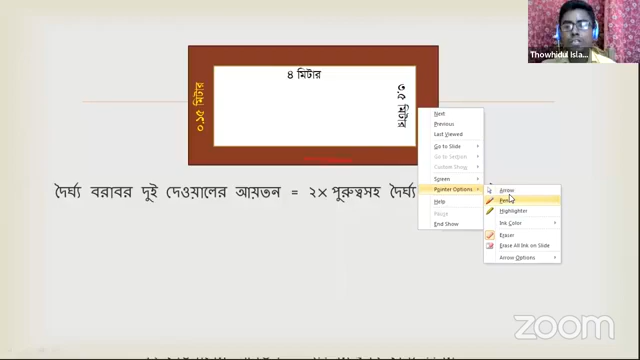 Thowhidul Isla...
৪ মিটার
০.১৫ মিটার
৩.৫ মিটার
দৈর্ঘ্য বরাবর দুই দেওয়ালের আয়তন = ২× পুরুত্বসহ দৈর্ঘ্য
Next
Previous
Last Viewed
Go to Slide
Go to Section
Custom Show
Screen
Pointer Options
Help
Pause
End Show
Arrow
Pen
Highlighter
Ink Color
Eraser
Erase All Ink on Slide
Arrow Options
zoom